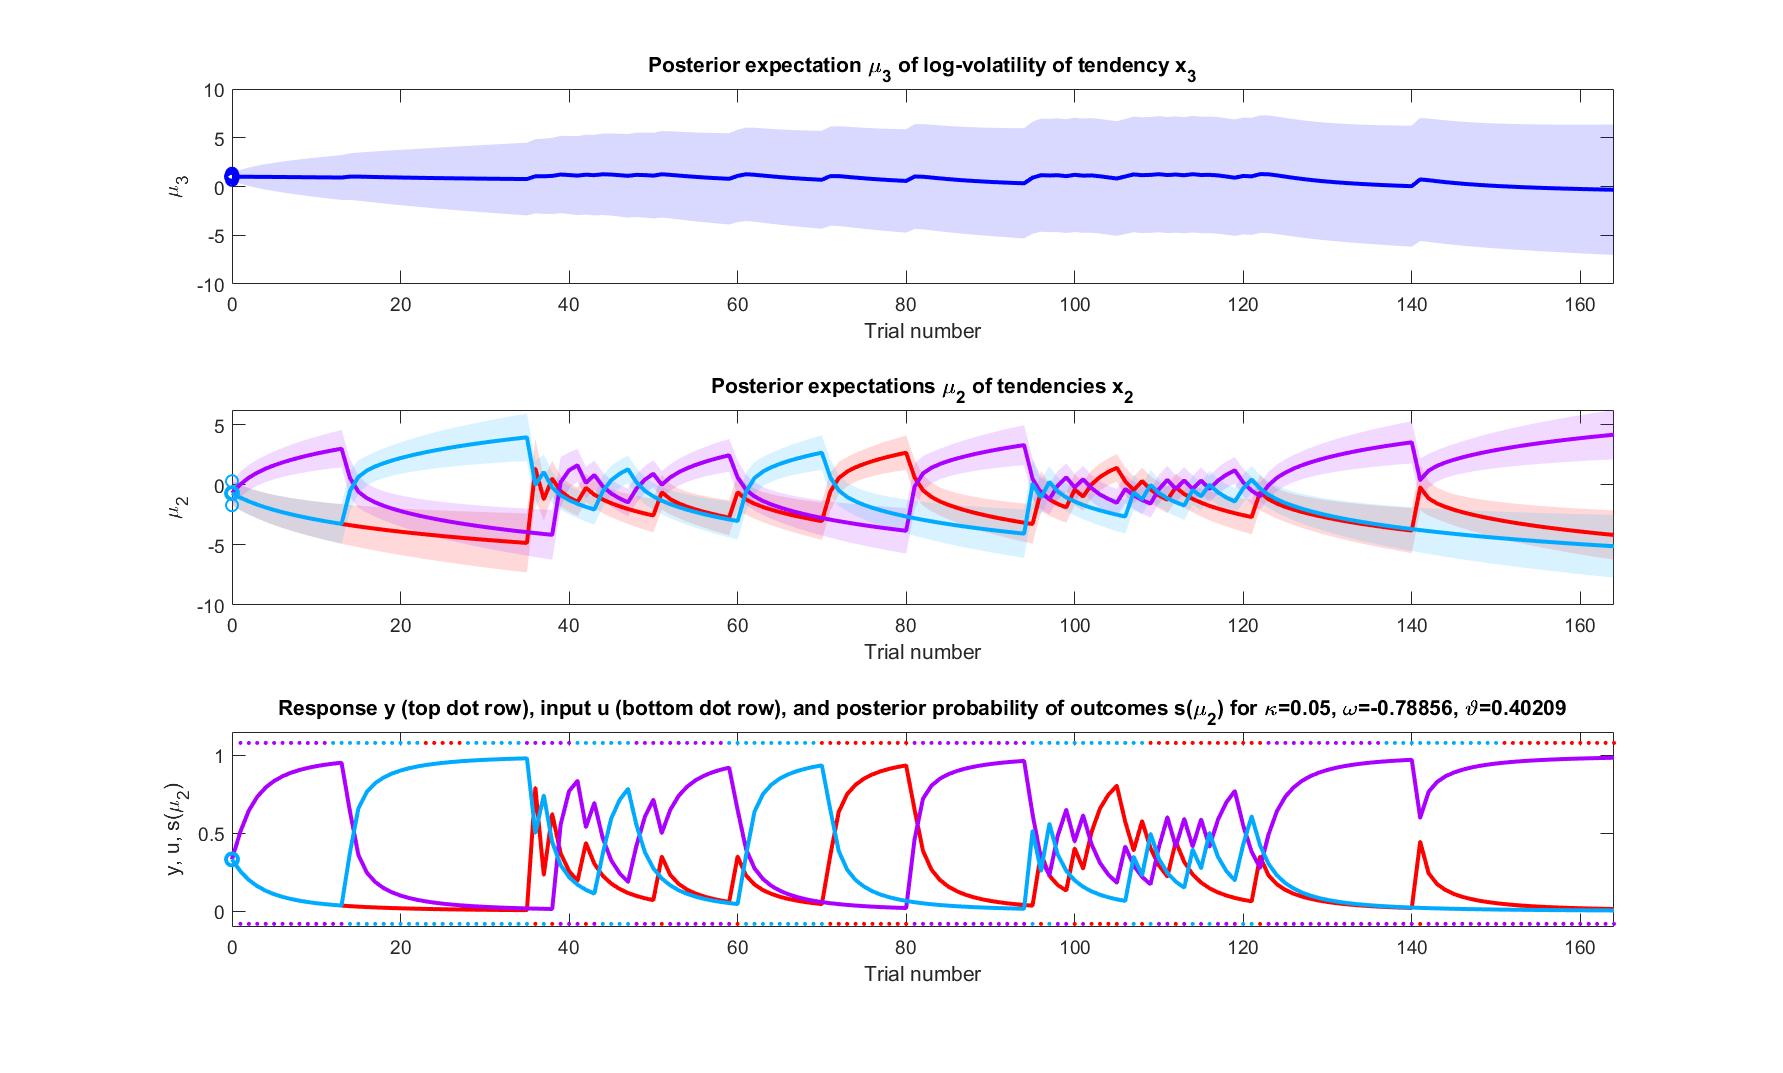 Posterior expectation μ3 of log-volatility of tendency x3
10
5
0
-5
-10
μ3
0 20 40 60 80 100 120 140 160
Trial number
Posterior expectations μ2 of tendencies x2
5
0
-5
-10
μ2
0 20 40 60 80 100 120 140 160
Trial number
Response y (top dot row), input u (bottom dot row), and posterior probability of outcomes s(μ2) for κ=0.05, ω=-0.78856, ϑ=0.40209
1
0.5
0
y, u, s(μ2)
0 20 40 60 80 100 120 140 160
Trial number